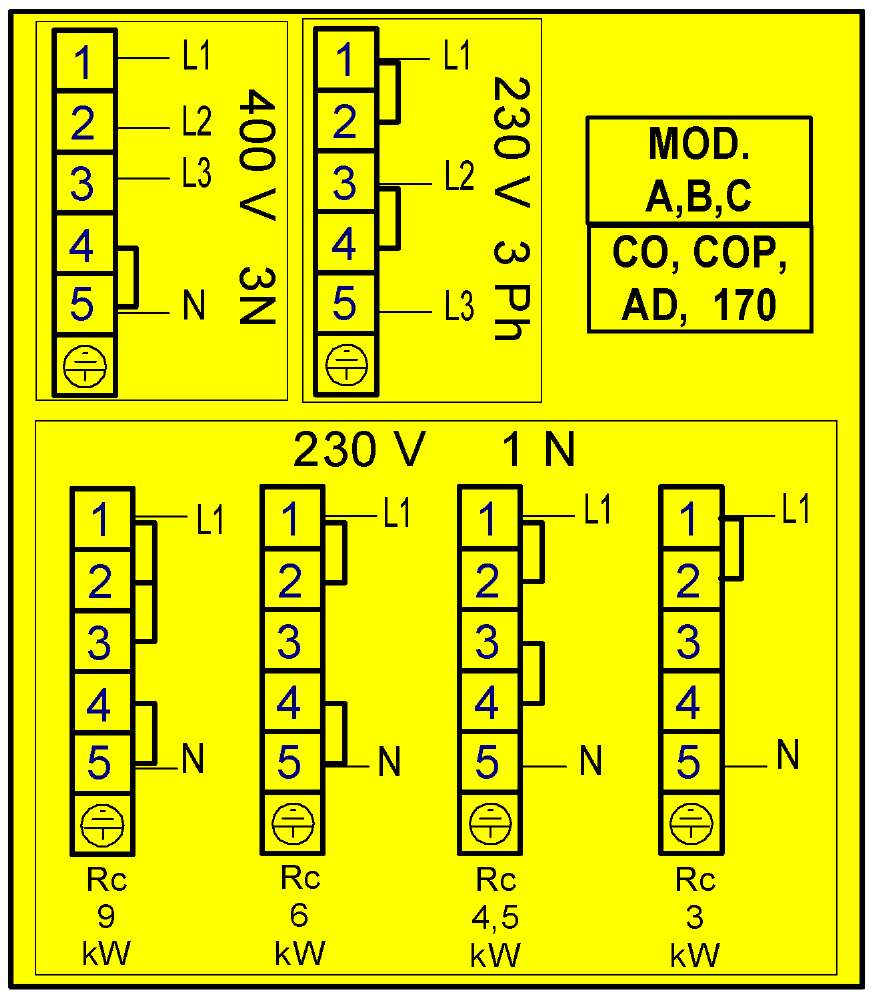 1 L1
2 L2
3 L3
4
5 N
400 V 3N
1 L1
2
3 L2
4
5 L3
230 V 3 Ph
MOD.
A,B,C
CO, COP,
AD, 170
230 V 1 N
1 L1
2
3
4
5 N
Rc
9
kW
1 L1
2
3
4
5 N
Rc
6
kW
1 L1
2
3
4
5 N
Rc
4,5
kW
1 L1
2
3
4
5 N
Rc
3
kW